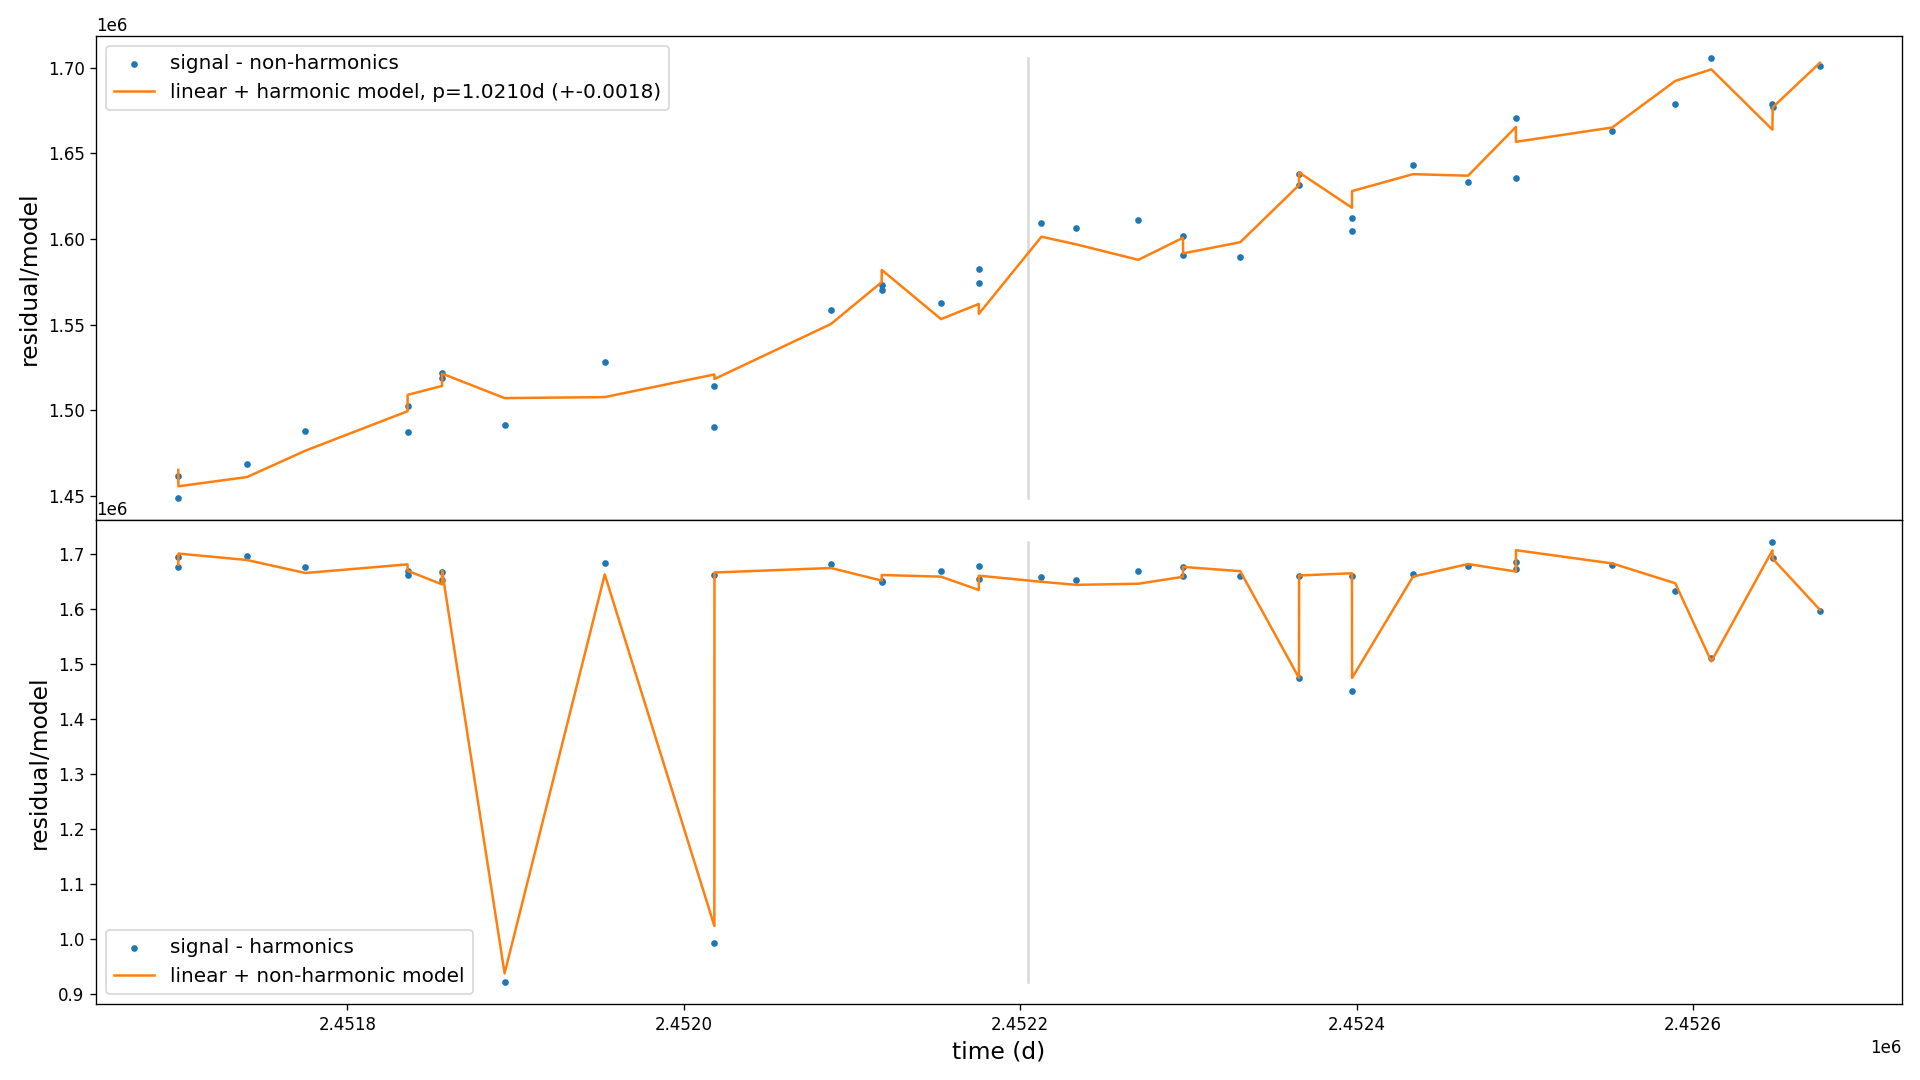 1e6
1.70
1.65
1.60
1.55
1.50
1.45
residual/model
signal - non-harmonics
linear + harmonic model, p=1.0210d (+-0.0018)
1e6
1.7
1.6
1.5
1.4
1.3
1.2
1.1
1.0
0.9
residual/model
signal - harmonics
linear + non-harmonic model
2.4518
2.4520
2.4522
2.4524
2.4526
time (d)
1e6